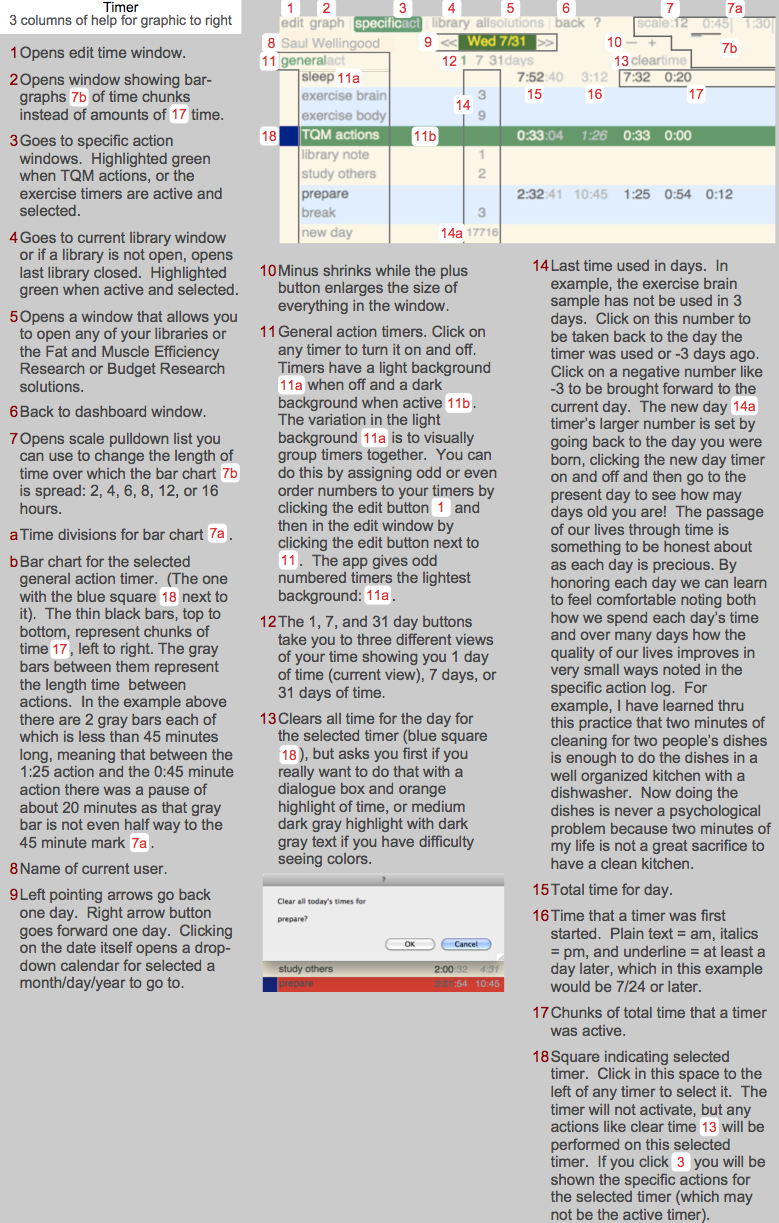 Timer
3 columns of help for graphic to right
1 Opens edit time window.
2 Opens window showing bar-
graphs 7b of time chunks
instead of amounts of 17 time.
3 Goes to specific action
windows. Highlighted green
when TQM actions, or the
exercise timers are active and
selected.
4 Goes to current library window
or if a library is not open, opens
last library closed. Highlighted
green when active and selected.
5 Opens a window that allows you
to open any of your libraries or
the Fat and Muscle Efficiency
Research or Budget Research
solutions.
6 Back to dashboard window.
7 Opens scale pulldown list you
can use to change the length of
time over which the bar chart 7b
is spread: 2, 4, 6, 8, 12, or 16
hours.
a Time divisions for bar chart 7a .
b Bar chart for the selected
general action timer. (The one
with the blue square 18 next to
it). The thin black bars, top to
bottom, represent chunks of
time 17, left to right. The gray
bars between them represent
the length time between
actions. In the example above
there are 2 gray bars each of
which is less than 45 minutes
long, meaning that between the
1:25 action and the 0:45 minute
action there was a pause of
about 20 minutes as that gray
bar is not even half way to the
45 minute mark 7a .
8 Name of current user.
9 Left pointing arrows go back
one day. Right arrow button
goes forward one day. Clicking
on the date itself opens a drop-
down calendar for selected a
month/day/year to go to.
1 2 3 4 5 6 7 7a
edit graph specificact library allsolutions back ? scale:12 0:45 1:30
8 Saul Wellingood 9 << Wed 7/31 >> 10 – + 7b
11 generalact 12 1 7 31days 13 cleartime
sleep 11a 7:52:40 3:12 7:32 0:20
exercise brain 3 15 16 17
14
exercise body 9
18 TQM actions 11b 0:33:04 1:26 0:33 0:00
library note 1
study others 2
prepare 2:32:41 10:45 1:25 0:54 0:12
break 3
new day 14a 17716
10 Minus shrinks while the plus
button enlarges the size of
everything in the window.
11 General action timers. Click on
any timer to turn it on and off.
Timers have a light background
11a when off and a dark
background when active 11b .
The variation in the light
background 11a is to visually
group timers together. You can
do this by assigning odd or even
order numbers to your timers by
clicking the edit button 1 and
then in the edit window by
clicking the edit button next to
11 . The app gives odd
numbered timers the lightest
background: 11a .
12 The 1, 7, and 31 day buttons
take you to three different views
of your time showing you 1 day
of time (current view), 7 days, or
31 days of time.
13 Clears all time for the day for
the selected timer (blue square
18 ), but asks you first if you
really want to do that with a
dialogue box and orange
highlight of time, or medium
dark gray highlight with dark
gray text if you have difficulty
seeing colors.
?
Clear all today's times for
prepare?
OK Cancel
study others 2:00:32 4:31
prepare :54 10:45
14 Last time used in days. In
example, the exercise brain
sample has not be used in 3
days. Click on this number to
be taken back to the day the
timer was used or -3 days ago.
Click on a negative number like
-3 to be brought forward to the
current day. The new day 14a
timer's larger number is set by
going back to the day you were
born, clicking the new day timer
on and off and then go to the
present day to see how may
days old you are! The passage
of our lives through time is
something to be honest about
as each day is precious. By
honoring each day we can learn
to feel comfortable noting both
how we spend each day's time
and over many days how the
quality of our lives improves in
very small ways noted in the
specific action log. For
example, I have learned thru
this practice that two minutes of
cleaning for two people's dishes
is enough to do the dishes in a
well organized kitchen with a
dishwasher. Now doing the
dishes is never a psychological
problem because two minutes of
my life is not a great sacrifice to
have a clean kitchen.
15 Total time for day.
16 Time that a timer was first
started. Plain text = am, italics
= pm, and underline = at least a
day later, which in this example
would be 7/24 or later.
17 Chunks of total time that a timer
was active.
18 Square indicating selected
timer. Click in this space to the
left of any timer to select it. The
timer will not activate, but any
actions like clear time 13 will be
performed on this selected
timer. If you click 3 you will be
shown the specific actions for
the selected timer (which may
not be the active timer).